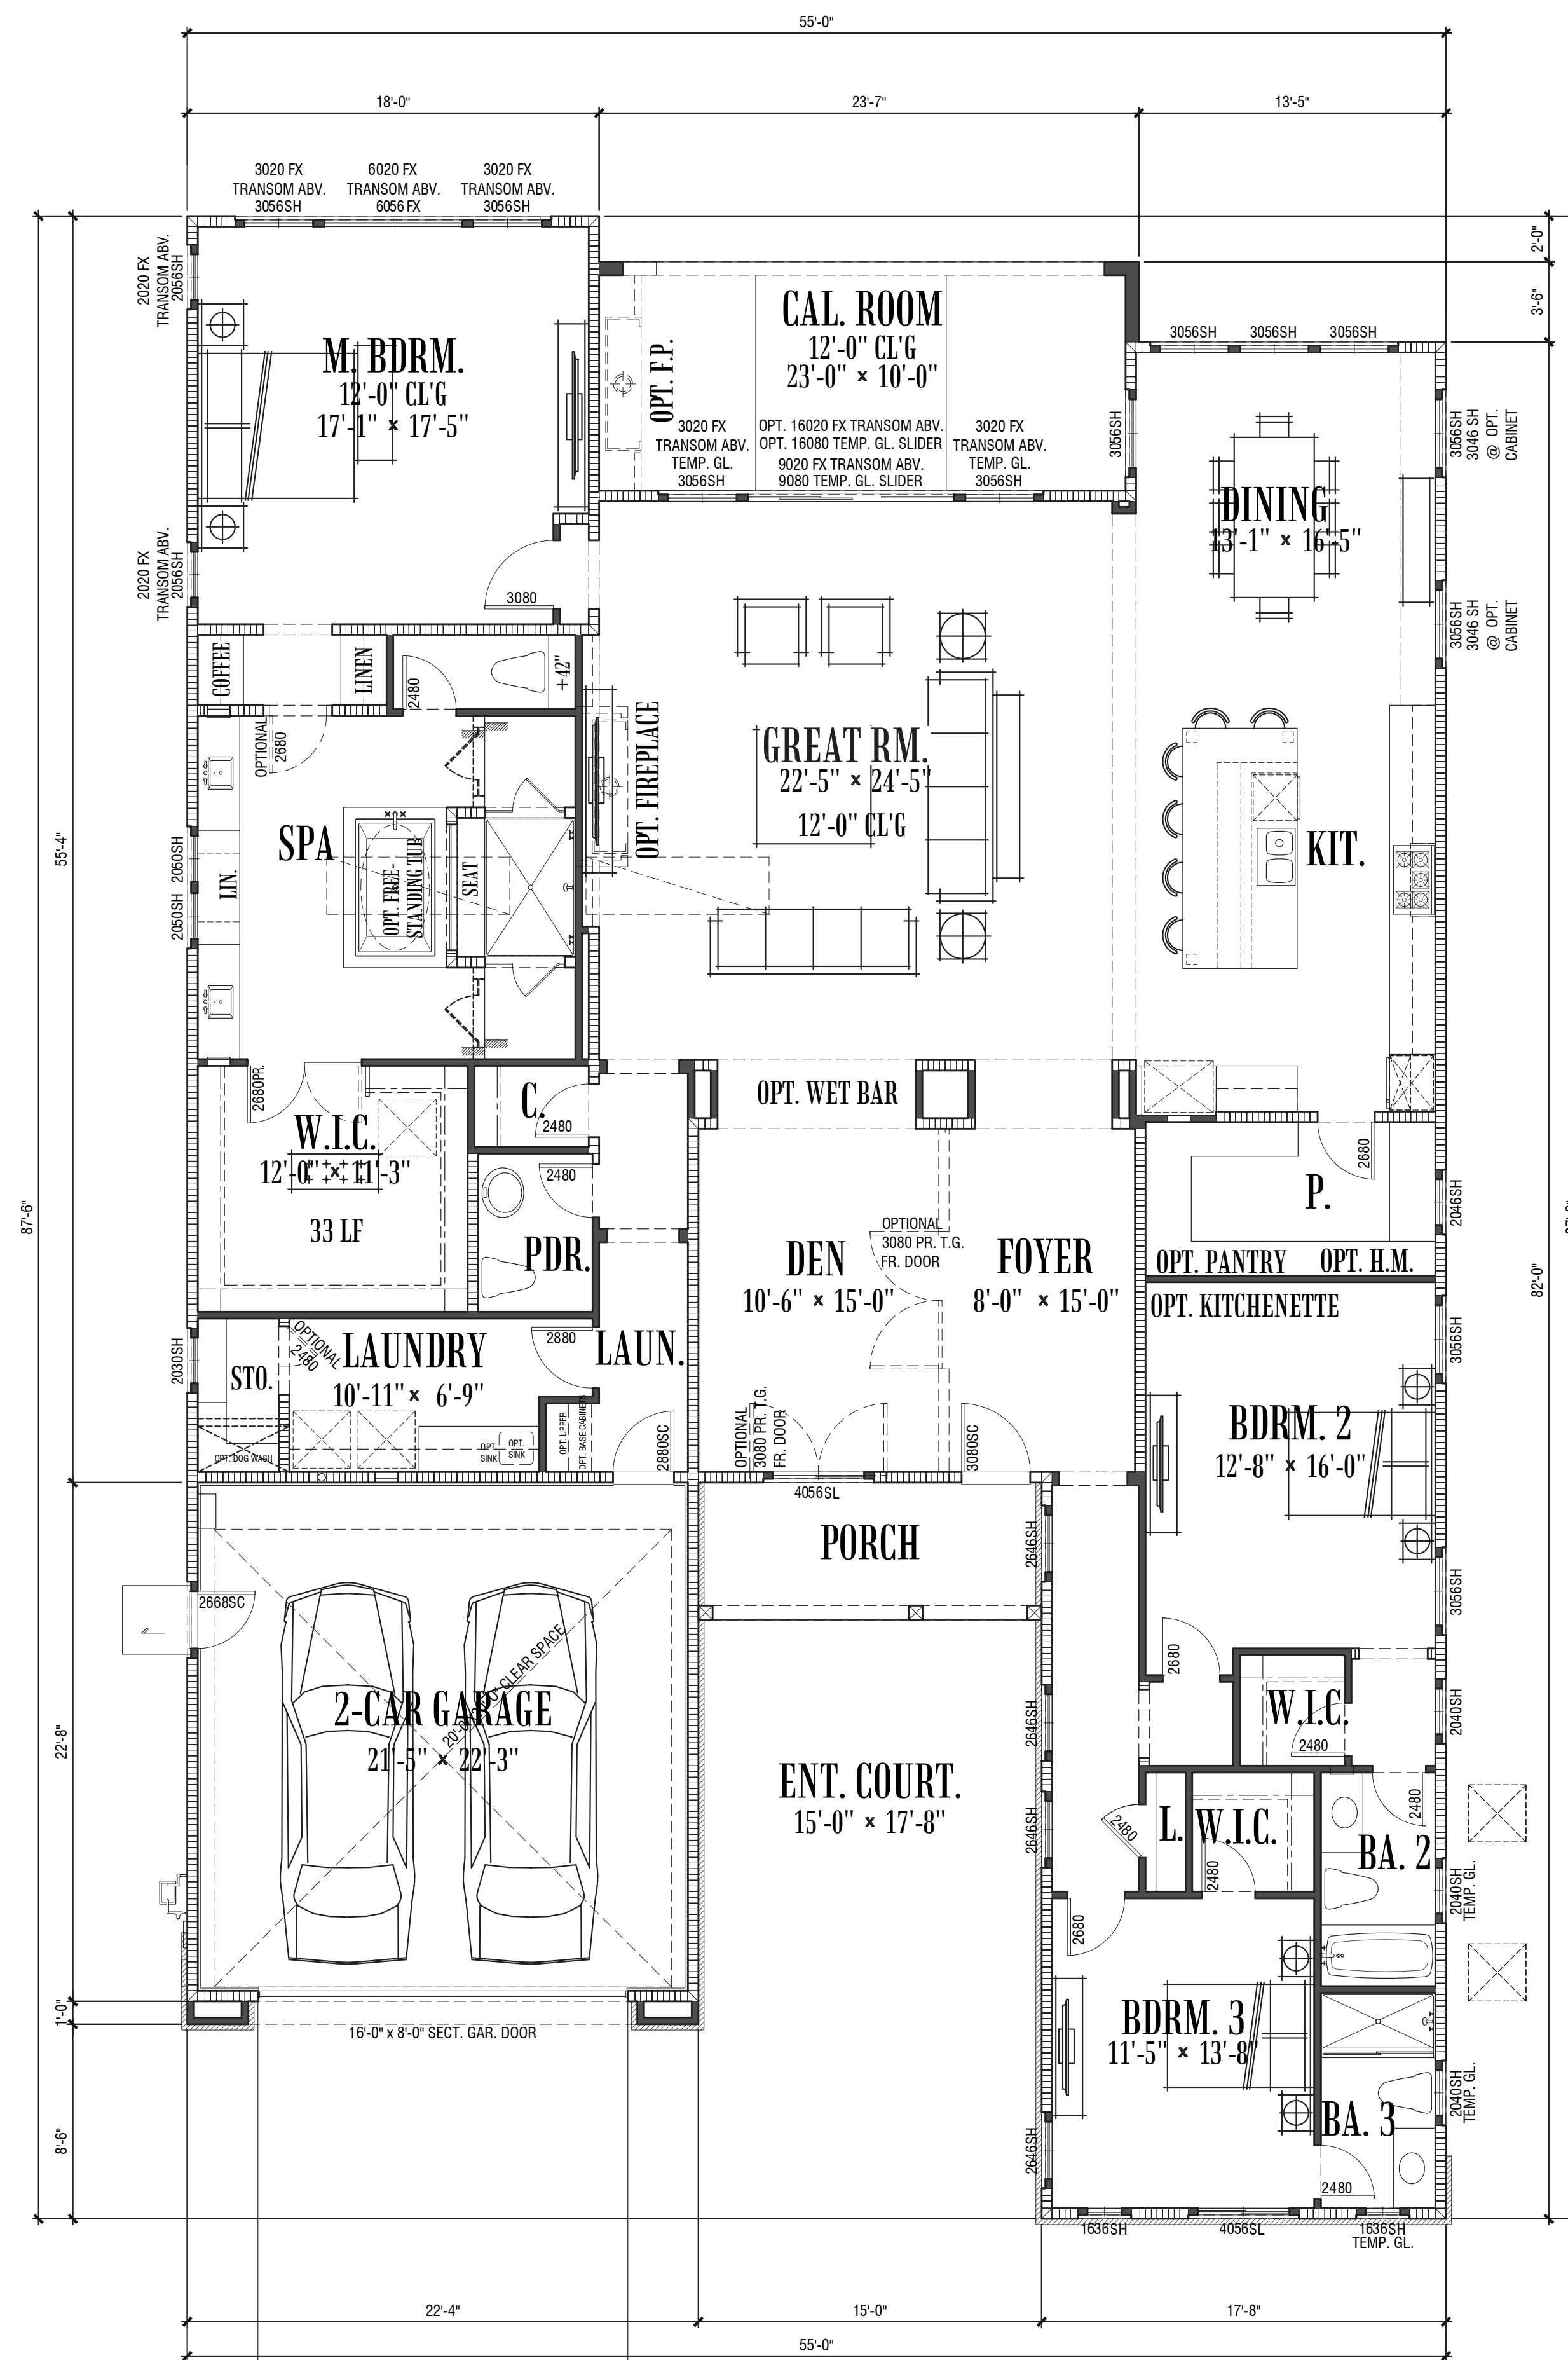 55'-0"
18'-0"
23'-7"
13'-5"
3020 FX
TRANSOM ABV.
3056SH
6020 FX
TRANSOM ABV.
6056 FX
3020 FX
TRANSOM ABV.
3056SH
2'-0"
3'-6"
2020 FX
TRANSOM ABV.
2056SH
M. BDRM.
12'-0" CL'G
17'-1" x 17'-5"
CAL. ROOM
12'-0" CL'G
23'-0" x 10'-0"
OPT. F.P.
3020 FX
TRANSOM ABV.
TEMP. GL.
3056SH
OPT. 16020 FX TRANSOM ABV.
OPT. 16080 TEMP. GL. SLIDER
9020 FX TRANSOM ABV.
9080 TEMP. GL. SLIDER
3020 FX
TRANSOM ABV.
TEMP. GL.
3056SH
3056SH
3056SH
3056SH
3056SH
3056SH
3046 SH
@ OPT.
CABINET
DINING
13'-1" x 16'-5"
3056SH
3046 SH
@ OPT.
CABINET
2020 FX
TRANSOM ABV.
2056SH
3080
COFFEE
LINEN
2480
+42"
OPTIONAL
2680
OPT. FIREPLACE
GREAT RM.
22'-5" x 24'-5"
12'-0" CL'G
KIT.
SPA
LIN.
OPT. FREE-
STANDING TUB
SEAT
2050SH
2050SH
55'-4"
87'-6"
82'-0"
2680PR.
W.I.C.
12'-0" x 11'-3"
33 LF
C.
2480
2480
PDR.
OPT. WET BAR
2680
P.
2046SH
OPT. PANTRY
OPT. H.M.
OPT. KITCHENETTE
DEN
10'-6" x 15'-0"
OPTIONAL
3080 PR. T.G.
FR. DOOR
FOYER
8'-0" x 15'-0"
3056SH
2030SH
STO.
OPTIONAL
2480
LAUNDRY
10'-11" x 6'-9"
2880
LAUN.
OPT. DOG WASH
OPT.
SINK
OPT.
SINK
OPT. UPPER
OPT. BASE CABINETS
2880SC
OPTIONAL
3080 PR. T.G.
FR. DOOR
3080SC
4056SL
BDRM. 2
12'-8" x 16'-0"
3056SH
PORCH
2646SH
2668SC
20'-0" CLEAR SPACE
2-CAR GARAGE
21'-5" x 22'-3"
22'-8"
2680
2646SH
W.I.C.
2480
2040SH
ENT. COURT.
15'-0" x 17'-8"
2646SH
2480
L.
W.I.C.
2480
2480
BA. 2
2040SH
TEMP. GL.
2680
1'-0"
16'-0" x 8'-0" SECT. GAR. DOOR
BDRM. 3
11'-5" x 13'-8"
BA. 3
2040SH
TEMP. GL.
8'-6"
2646SH
2480
1636SH
4056SL
1636SH
TEMP. GL.
22'-4"
15'-0"
17'-8"
55'-0"